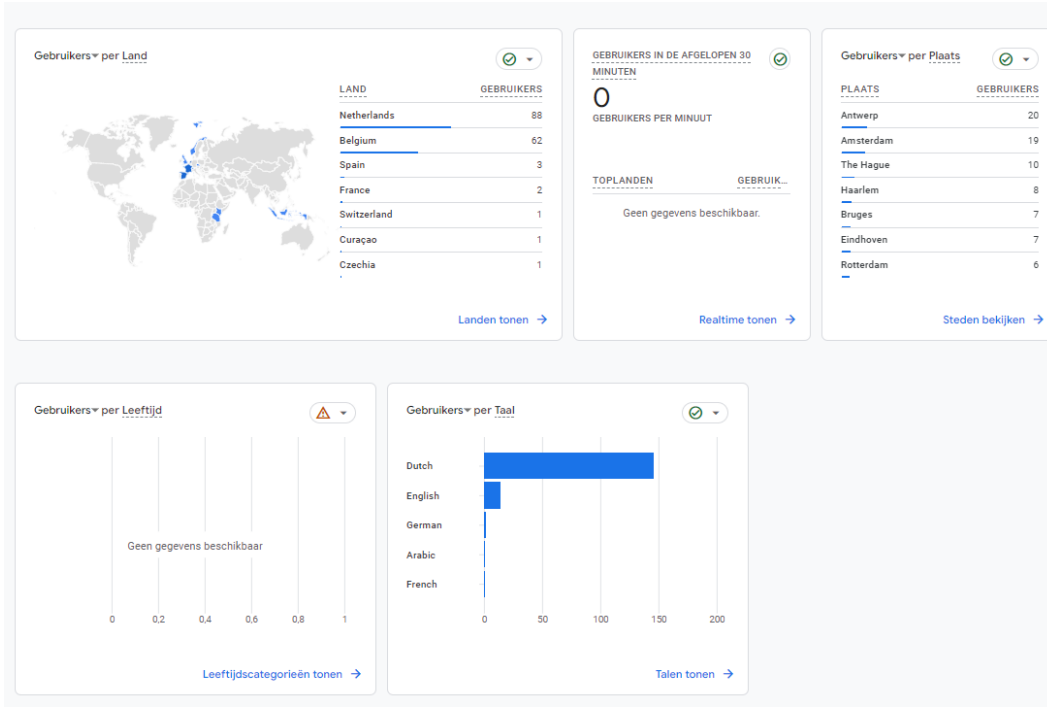 Gebruikers per Land
LAND GEBRUIKERS
Netherlands 88
Belgium 62
Spain 3
France 2
Switzerland 1
Curaçao 1
Czechia 1
Landen tonen
GEBRUIKERS IN DE AFGELOPEN 30
MINUTEN
0
GEBRUIKERS PER MINUUT
TOPLANDEN GEBRUIK...
Geen gegevens beschikbaar.
Realtime tonen
Gebruikers per Plaats
PLAATS GEBRUIKERS
Antwerp 20
Amsterdam 19
The Hague 10
Haarlem 8
Bruges 7
Eindhoven 7
Rotterdam 6
Steden bekijken
Gebruikers per Leeftijd
Geen gegevens beschikbaar
0 0,2 0,4 0,6 0,8 1
Leeftijdscategorieën tonen
Gebruikers per Taal
Dutch
English
German
Arabic
French
0 50 100 150 200
Talen tonen